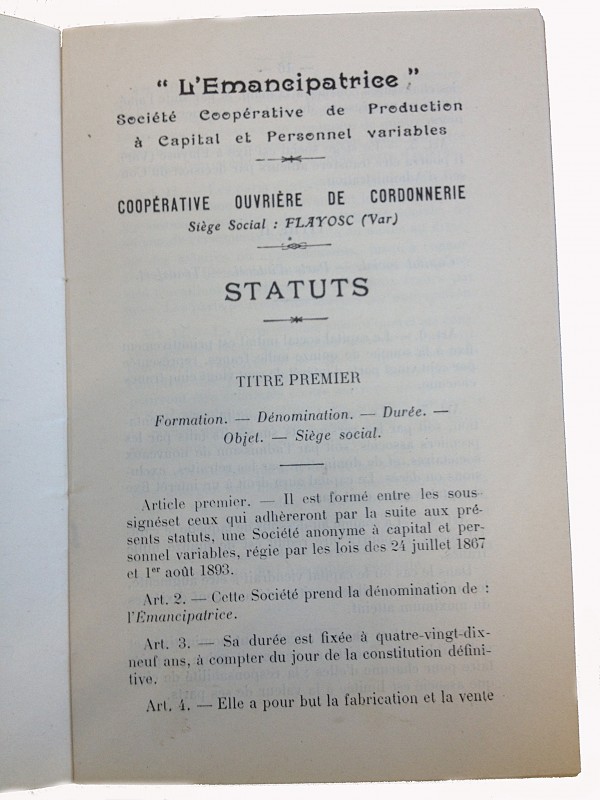 “ L'Emancipatrice ”
Société Coopérative de Production
à Capital et Personnel variables
COOPÉRATIVE OUVRIÈRE DE CORDONNERIE
Siège Social : FLAYOSC (Var)
STATUTS
TITRE PREMIER
Formation. — Dénomination. — Durée. —
Objet. — Siège social.
Article premier. — Il est formé entre les sous-
signéset ceux qui adhèreront par la suite aux pré-
sents statuts, une Société anonyme à capital et per-
sonnel variables, régie par les lois des 24 juillet 1867
et 1er août 1893.
Art. 2. — Cette Société prend la dénomination de :
l'Emancipatrice.
Art. 3. — Sa durée est fixée à quatre-vingt-dix-
neuf ans, à compter du jour de la constitution défini-
tive.
Art. 4. — Elle a pour but la fabrication et la vente